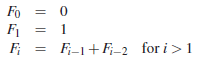 F₀ = 0
F₁ = 1
Fᵢ = Fᵢ₋₁ + Fᵢ₋₂ for i > 1